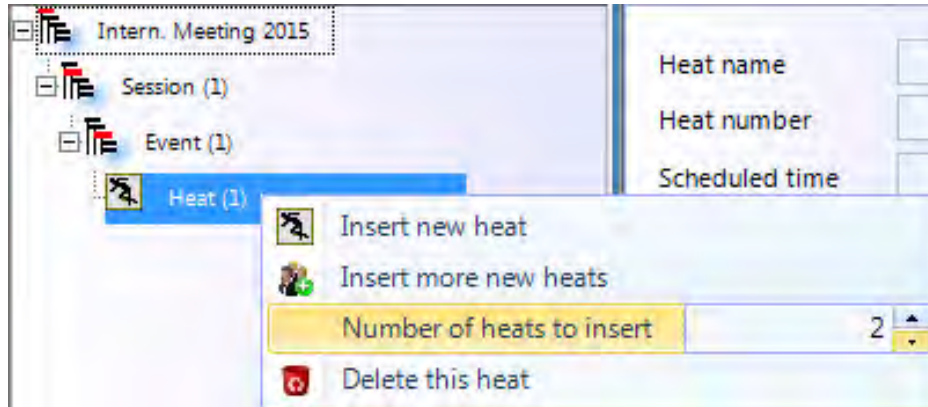 Intern. Meeting 2015
Session (1)
Event (1)
Heat (1)
Heat name
Heat number
Scheduled time
Insert new heat
Insert more new heats
Number of heats to insert 2
Delete this heat